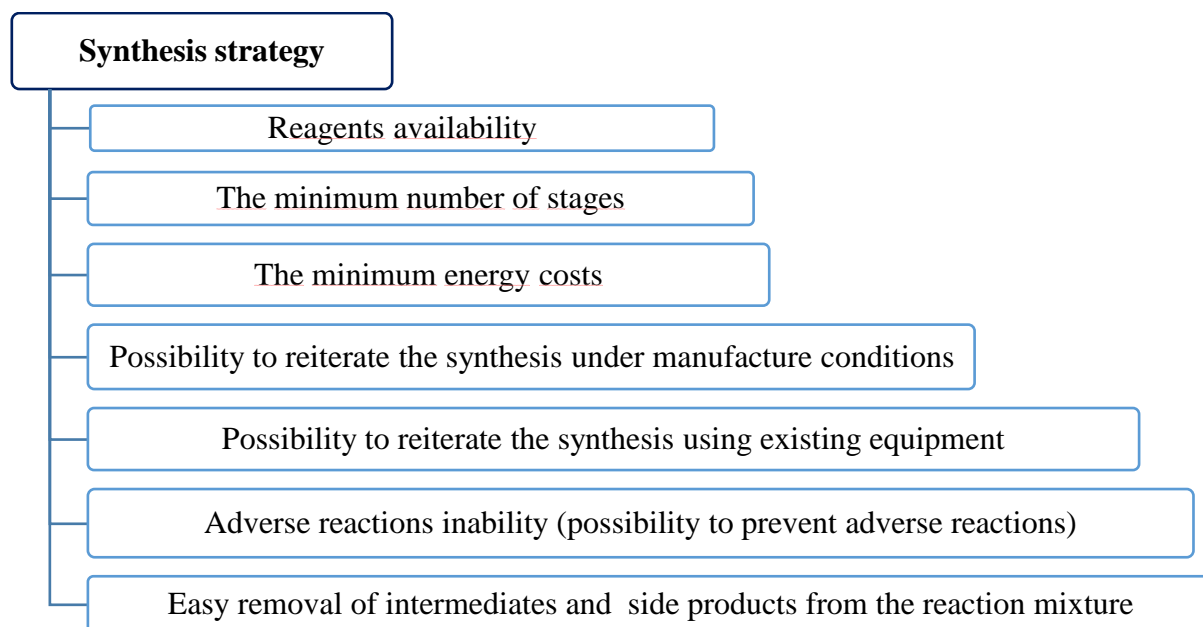 Synthesis strategy
Reagents availability
The minimum number of stages
The minimum energy costs
Possibility to reiterate the synthesis under manufacture conditions
Possibility to reiterate the synthesis using existing equipment
Adverse reactions inability (possibility to prevent adverse reactions)
Easy removal of intermediates and  side products from the reaction mixture